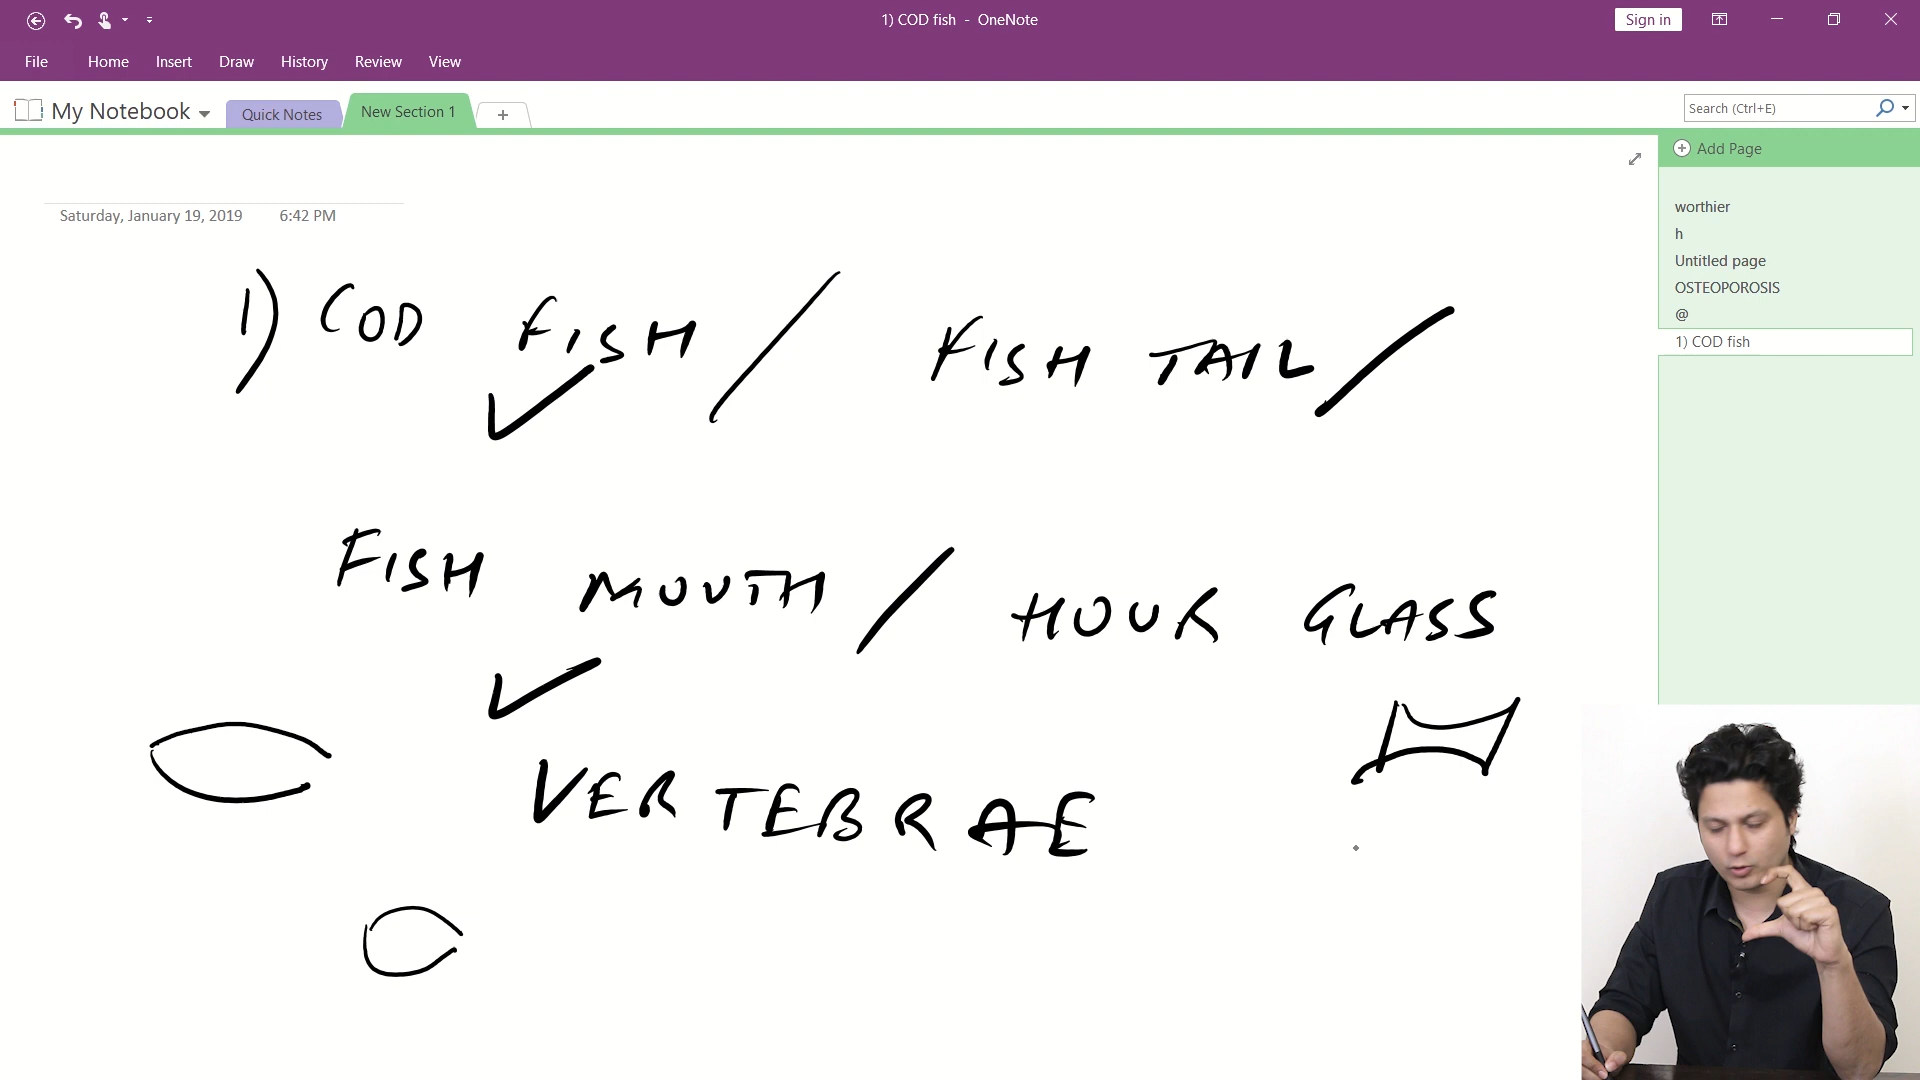 1) COD fish - OneNote
Sign in
File Home Insert Draw History Review View
My Notebook Quick Notes New Section 1 +
Search (Ctrl+E)
Add Page
Saturday, January 19, 2019 6:42 PM
worthier
h
Untitled page
OSTEOPOROSIS
@
1) COD fish
1) COD FISH / FISH TAIL /
FISH MOUTH / HOUR GLASS
VERTEBRAE